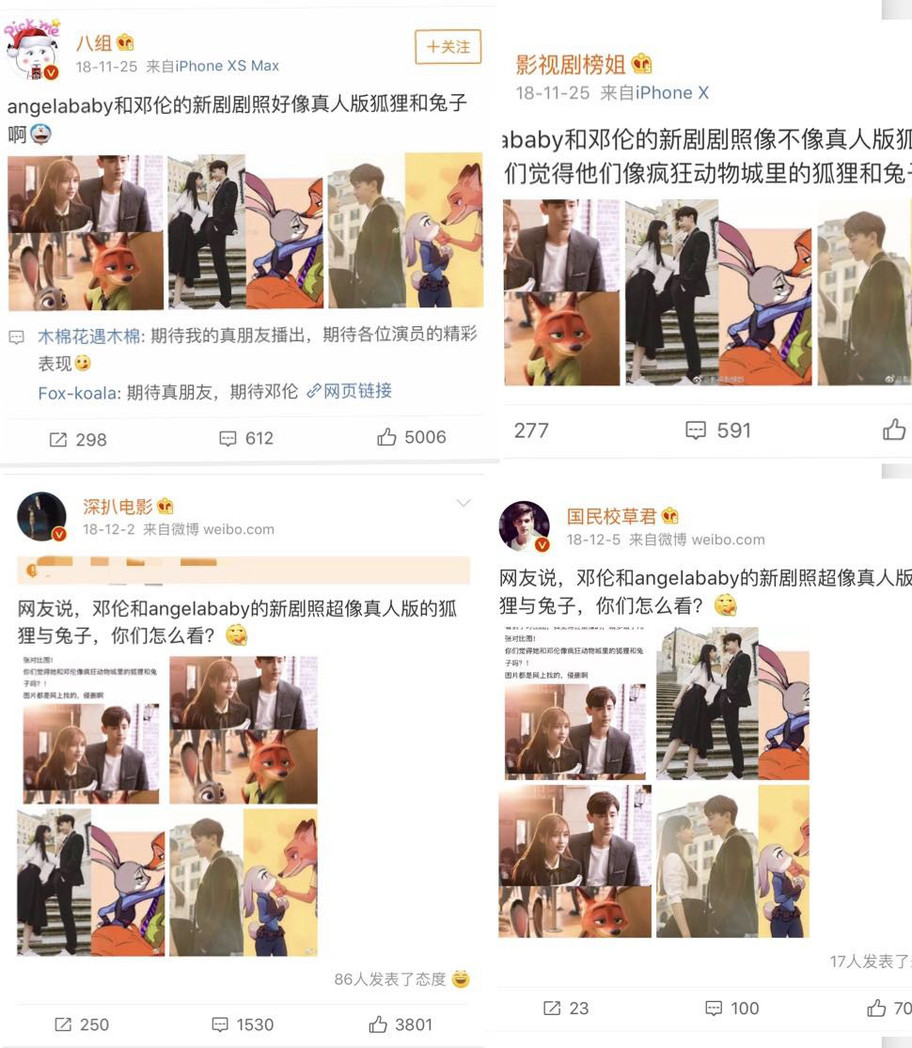 Pick me
八组
18-11-25 来自iPhone XS Max
+关注
angelababy和邓伦的新剧剧照好像真人版狐狸和兔子
啊
木棉花遇木棉: 期待我的真朋友播出，期待各位演员的精彩
表现
Fox-koala: 期待真朋友，期待邓伦 网页链接
298
612
5006
影视剧榜姐
18-11-25 来自iPhone X
ababy和邓伦的新剧剧照像不像真人版狐
们觉得他们像疯狂动物城里的狐狸和兔子
277
591
深扒电影
18-12-2 来自微博 weibo.com
网友说，邓伦和angelababy的新剧照超像真人版的狐
狸与兔子，你们怎么看？
张对比图！
你们觉得她和邓伦像疯狂动物城里的狐狸和兔
子吗？！
图片都是网上找的，侵删啊
86人发表了态度
250
1530
3801
国民校草君
18-12-5 来自微博 weibo.com
网友说，邓伦和angelababy的新剧照超像真人版
狸与兔子，你们怎么看？
张对比图！
你们觉得她和邓伦像疯狂动物城里的狐狸和兔
子吗？！
图片都是网上找的，侵删啊
17人发表了
23
100
70